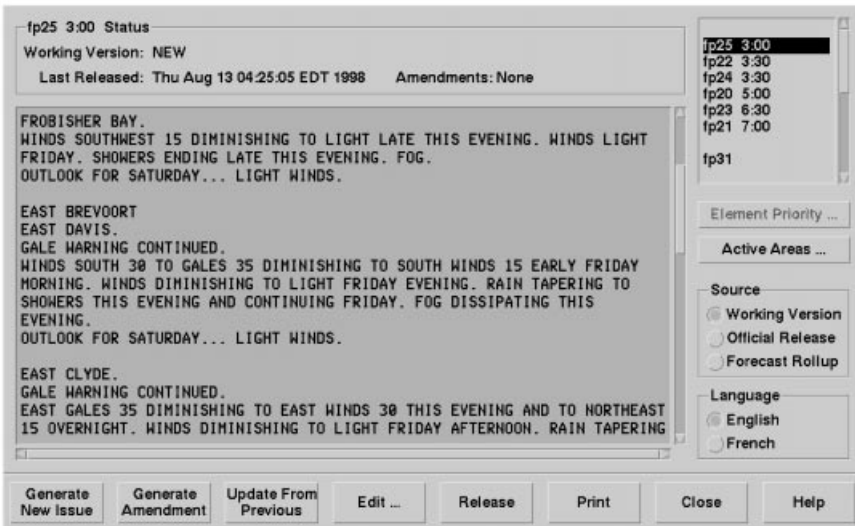 fp25 3:00 Status
Working Version: NEW
Last Released: Thu Aug 13 04:25:05 EDT 1998 Amendments: None
FROBISHER BAY.
WINDS SOUTHWEST 15 DIMINISHING TO LIGHT LATE THIS EVENING. WINDS LIGHT
FRIDAY. SHOWERS ENDING LATE THIS EVENING. FOG.
OUTLOOK FOR SATURDAY... LIGHT WINDS.
EAST BREVOORT
EAST DAVIS.
GALE WARNING CONTINUED.
WINDS SOUTH 30 TO GALES 35 DIMINISHING TO SOUTH WINDS 15 EARLY FRIDAY
MORNING. WINDS DIMINISHING TO LIGHT FRIDAY EVENING. RAIN TAPERING TO
SHOWERS THIS EVENING AND CONTINUING FRIDAY. FOG DISSIPATING THIS
EVENING.
OUTLOOK FOR SATURDAY... LIGHT WINDS.
EAST CLYDE.
GALE WARNING CONTINUED.
EAST GALES 35 DIMINISHING TO EAST WINDS 30 THIS EVENING AND TO NORTHEAST
15 OVERNIGHT. WINDS DIMINISHING TO LIGHT FRIDAY AFTERNOON. RAIN TAPERING
fp25 3:00
fp22 3:30
fp24 3:30
fp20 5:00
fp23 6:30
fp21 7:00
fp31
Element Priority ...
Active Areas ...
Source
Working Version
Official Release
Forecast Rollup
Language
English
French
Generate
New Issue
Generate
Amendment
Update From
Previous
Edit ...
Release
Print
Close
Help